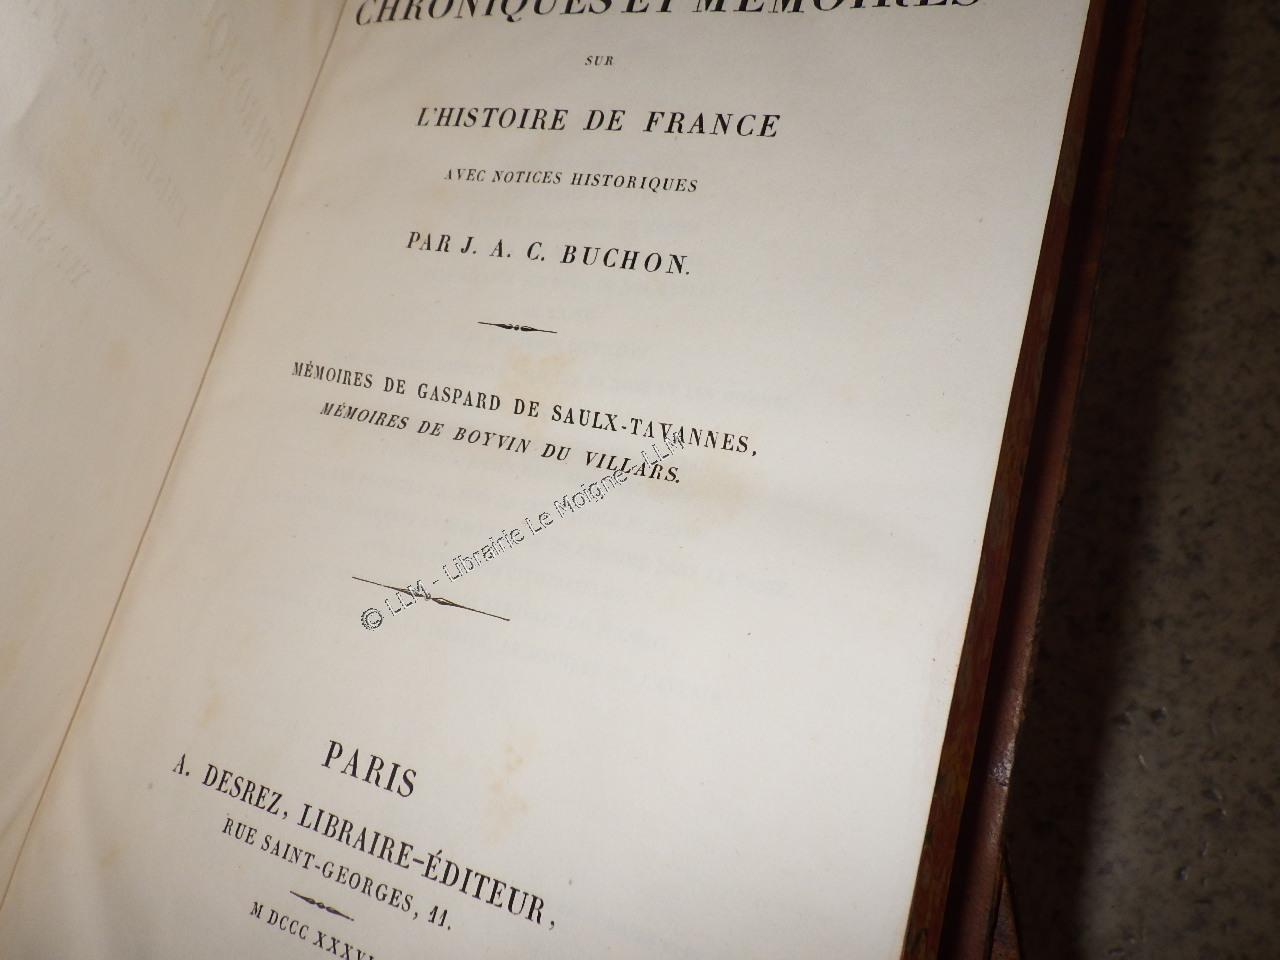 CHRONIQUES ET MÉMOIRES
SUR
L'HISTOIRE DE FRANCE
AVEC NOTICES HISTORIQUES
PAR J. A. C. BUCHON.
MÉMOIRES DE GASPARD DE SAULX-TAVANNES,
MÉMOIRES DE BOYVIN DU VILLARS.
© LLM - Librairie Le Moigne - LLM
PARIS
A. DESREZ, LIBRAIRE-ÉDITEUR,
RUE SAINT-GEORGES, 11.
M DCCC